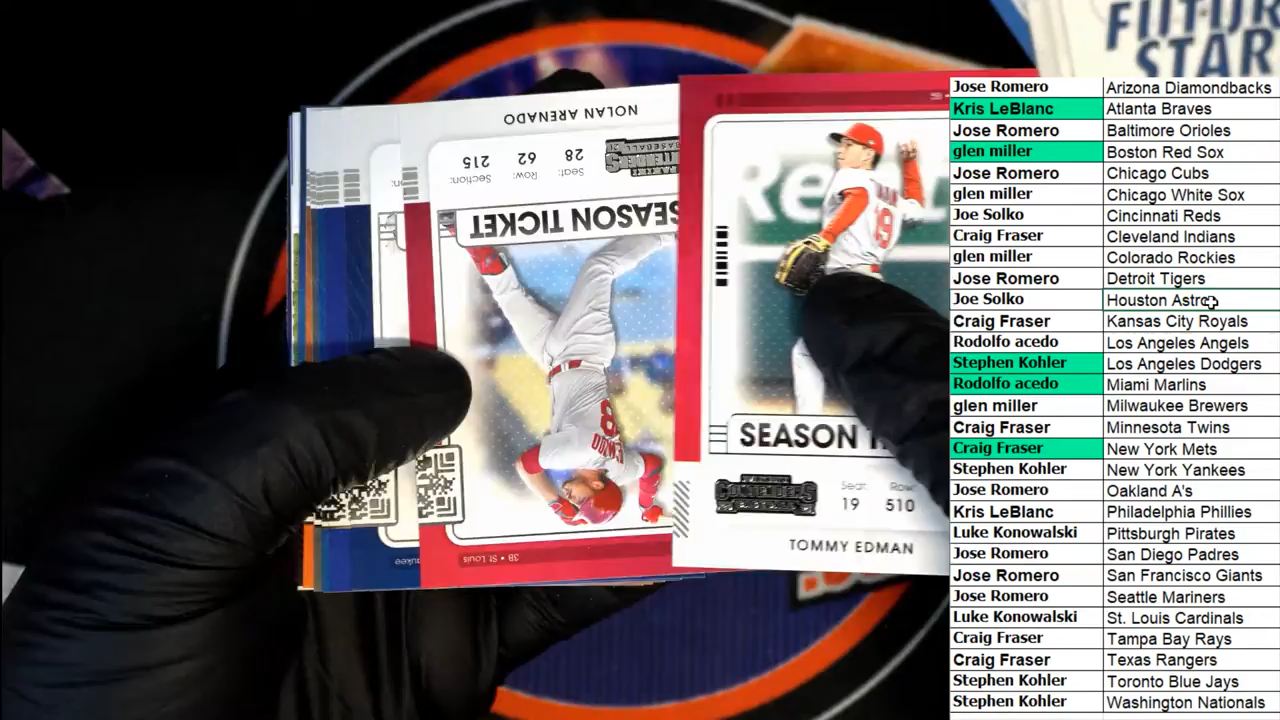 FUTURE
STAR
NOLAN ARENADO
Section: 215
Row: 62
Seat: 28
CONTENDERS
SEASON TICKET
3B • St. Louis
19
SEASON
CONTENDERS
Seat: 19
Row: 510
TOMMY EDMAN
Jose Romero Arizona Diamondbacks
Kris LeBlanc Atlanta Braves
Jose Romero Baltimore Orioles
glen miller Boston Red Sox
Jose Romero Chicago Cubs
glen miller Chicago White Sox
Joe Solko Cincinnati Reds
Craig Fraser Cleveland Indians
glen miller Colorado Rockies
Jose Romero Detroit Tigers
Joe Solko Houston Astros
Craig Fraser Kansas City Royals
Rodolfo acedo Los Angeles Angels
Stephen Kohler Los Angeles Dodgers
Rodolfo acedo Miami Marlins
glen miller Milwaukee Brewers
Craig Fraser Minnesota Twins
Craig Fraser New York Mets
Stephen Kohler New York Yankees
Jose Romero Oakland A's
Kris LeBlanc Philadelphia Phillies
Luke Konowalski Pittsburgh Pirates
Jose Romero San Diego Padres
Jose Romero San Francisco Giants
Jose Romero Seattle Mariners
Luke Konowalski St. Louis Cardinals
Craig Fraser Tampa Bay Rays
Craig Fraser Texas Rangers
Stephen Kohler Toronto Blue Jays
Stephen Kohler Washington Nationals